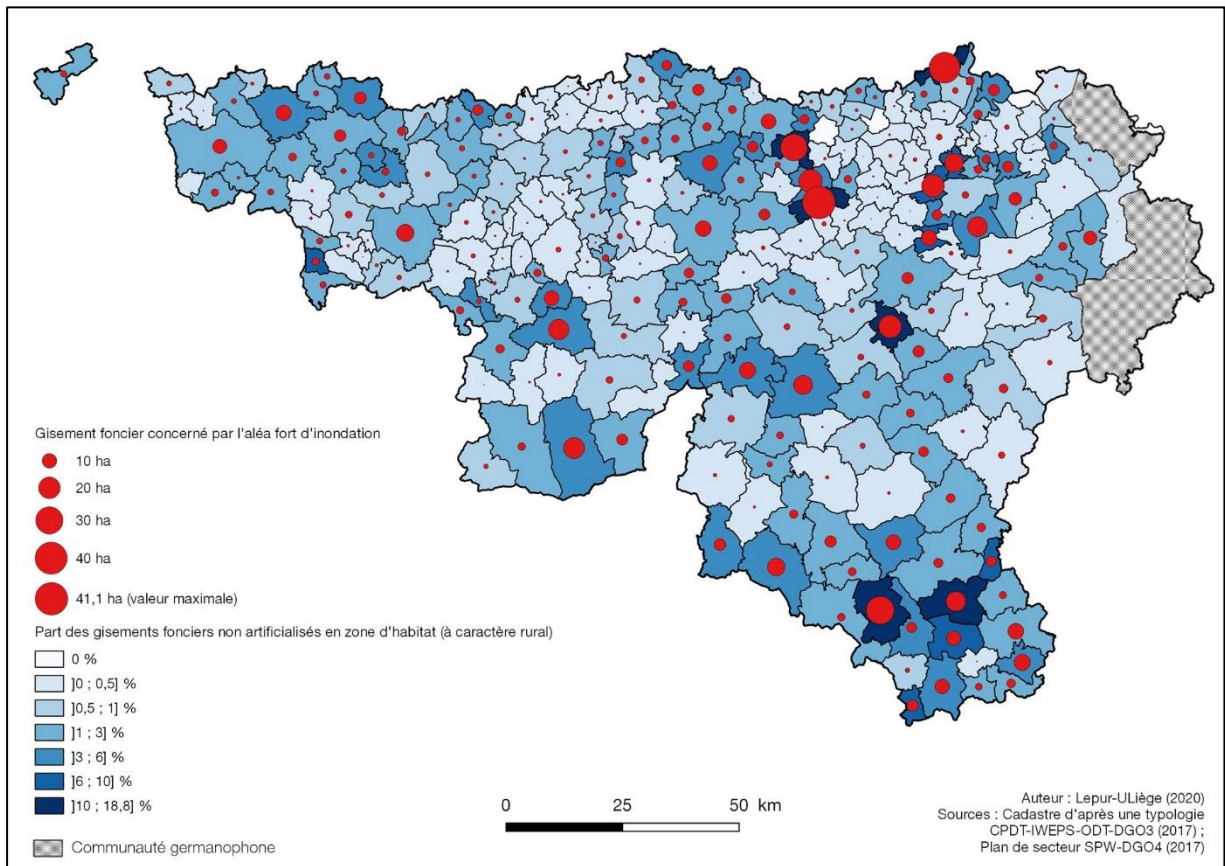 Gisement foncier concerné par l'aléa fort d'inondation
10 ha
20 ha
30 ha
40 ha
41,1 ha (valeur maximale)
Part des gisements fonciers non artificialisés en zone d'habitat (à caractère rural)
0 %
]0 ; 0,5] %
]0,5 ; 1] %
]1 ; 3] %
]3 ; 6] %
]6 ; 10] %
]10 ; 18,8] %
Communauté germanophone
0 25 50 km
Auteur : Lepur-ULiège (2020)
Sources : Cadastre d'après une typologie
CPDT-IWEPS-ODT-DGO3 (2017) ;
Plan de secteur SPW-DGO4 (2017)